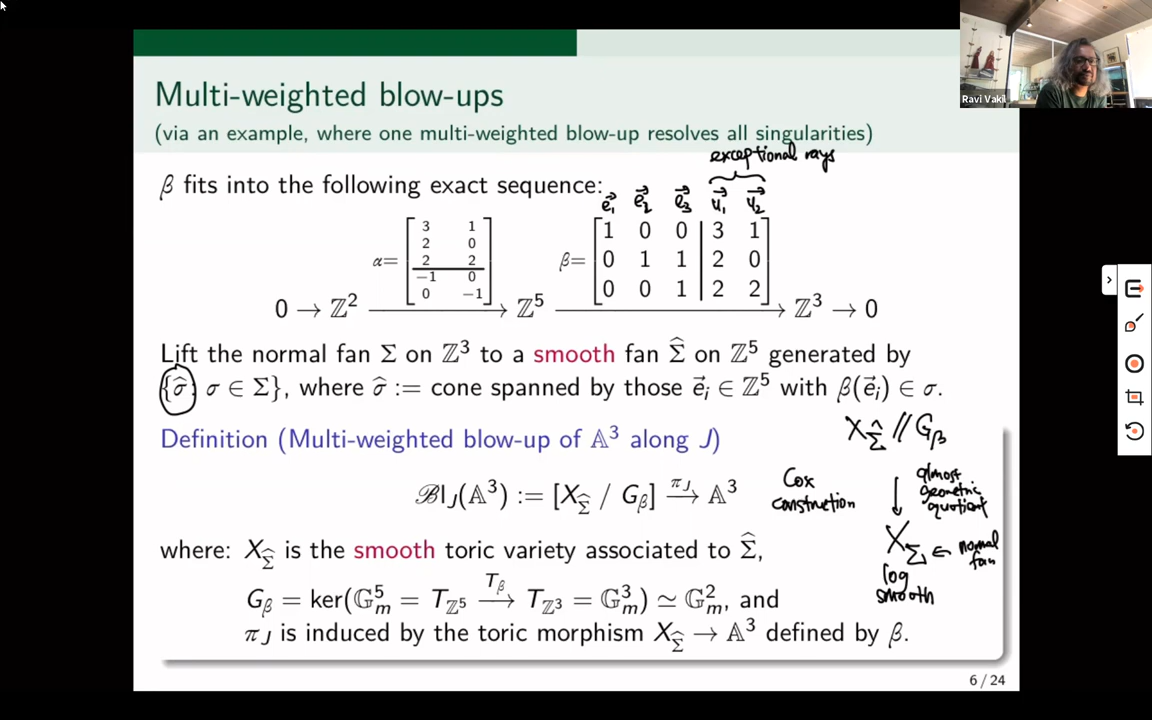 Ravi Vakil
Multi-weighted blow-ups
(via an example, where one multi-weighted blow-up resolves all singularities)
exceptional rays
β fits into the following exact sequence:
e⃗₁ e⃗₂ e⃗₃ u⃗₁ u⃗₂
α= [3 1
2 0
2 2
−1 0
0 −1]
β= [1 0 0 | 3 1
0 1 1 | 2 0
0 0 1 | 2 2]
0 → ℤ² → ℤ⁵ → ℤ³ → 0
Lift the normal fan Σ on ℤ³ to a smooth fan Σ̂ on ℤ⁵ generated by
{σ̂: σ ∈ Σ}, where σ̂ := cone spanned by those e⃗ᵢ ∈ ℤ⁵ with β(e⃗ᵢ) ∈ σ.
X_Σ̂ // G_β
Definition (Multi-weighted blow-up of 𝔸³ along J)
ℬl_J(𝔸³) := [X_Σ̂ / G_β] →^{π_J} 𝔸³
Cox
construction
↓ almost
geometric
quotient
X_Σ ← normal
fan
log
smooth
where: X_Σ̂ is the smooth toric variety associated to Σ̂,
G_β = ker(𝔾_m⁵ = T_ℤ⁵ →^{T_β} T_ℤ³ = 𝔾_m³) ≃ 𝔾_m², and
π_J is induced by the toric morphism X_Σ̂ → 𝔸³ defined by β.
6 / 24